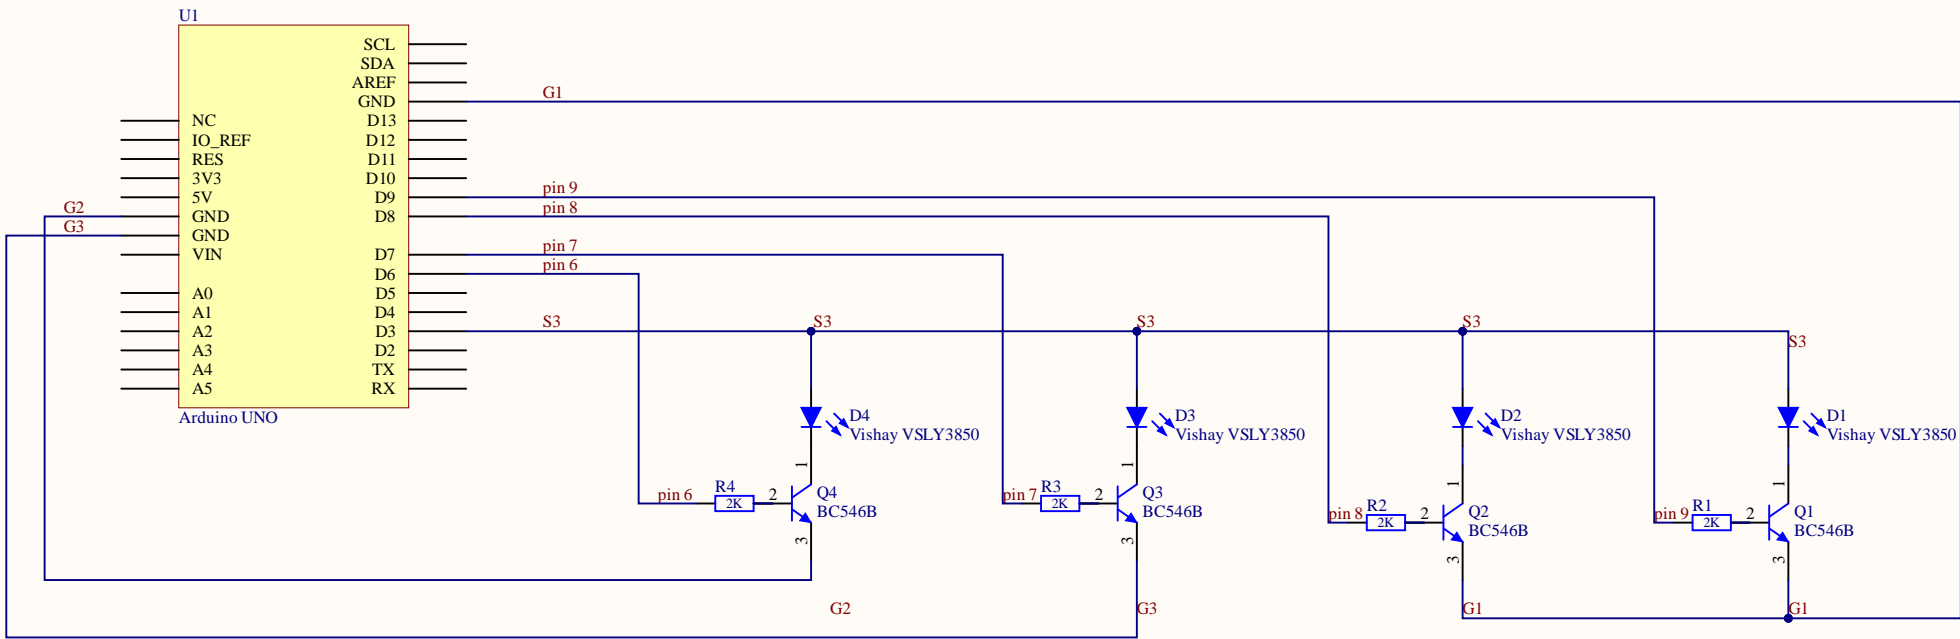 U1
SCL
SDA
AREF
GND G1
NC D13
IO_REF D12
RES D11
3V3 D10
5V D9 pin 9
G2 GND D8 pin 8
G3 GND
VIN D7 pin 7
D6 pin 6
A0 D5
A1 D4
A2 D3 S3 S3 S3 S3 S3
A3 D2
A4 TX
A5 RX
Arduino UNO
D4 D3 D2 D1
Vishay VSLY3850 Vishay VSLY3850 Vishay VSLY3850 Vishay VSLY3850
1 1 1 1
pin 6 R4 2K 2 Q4 BC546B 3
pin 7 R3 2K 2 Q3 BC546B 3
pin 8 R2 2K 2 Q2 BC546B 3
pin 9 R1 2K 2 Q1 BC546B 3
G2 G3 G1 G1